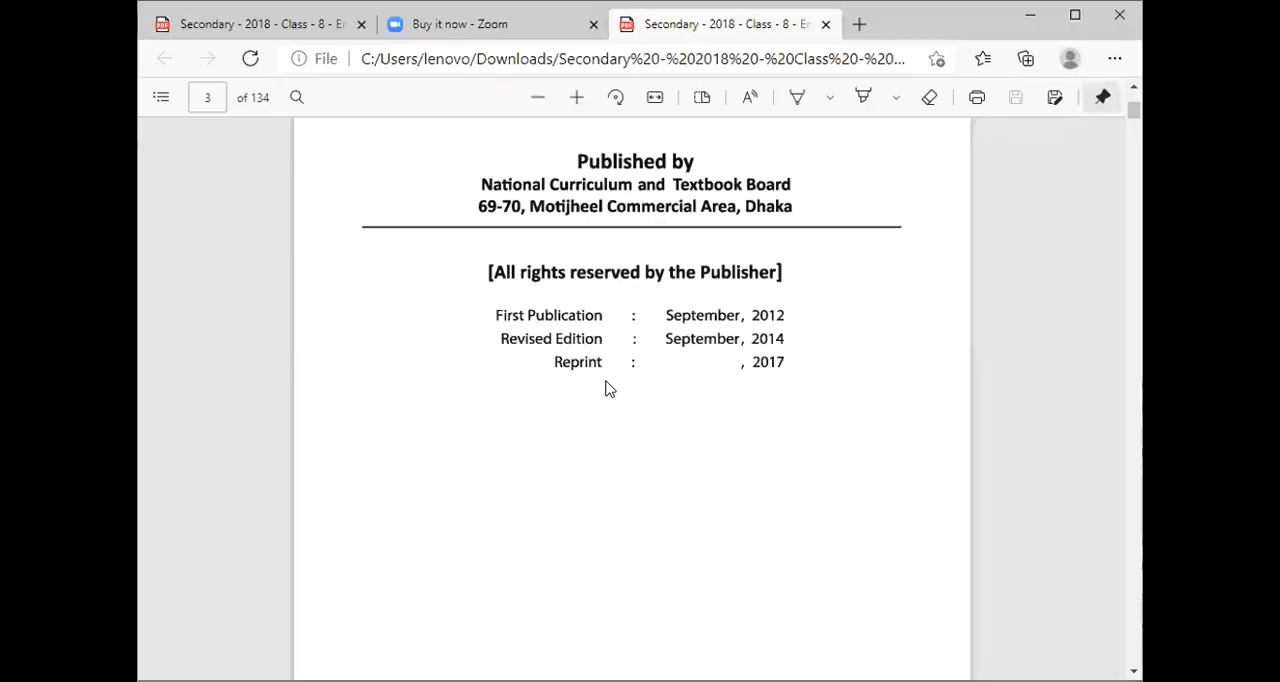 Secondary - 2018 - Class - 8 - Er
Buy it now - Zoom
Secondary - 2018 - Class - 8 - Er
File
C:/Users/lenovo/Downloads/Secondary%20-%202018%20-%20Class%20-%20...
3 of 134
Published by
National Curriculum and Textbook Board
69-70, Motijheel Commercial Area, Dhaka
[All rights reserved by the Publisher]
First Publication : September, 2012
Revised Edition : September, 2014
Reprint : , 2017